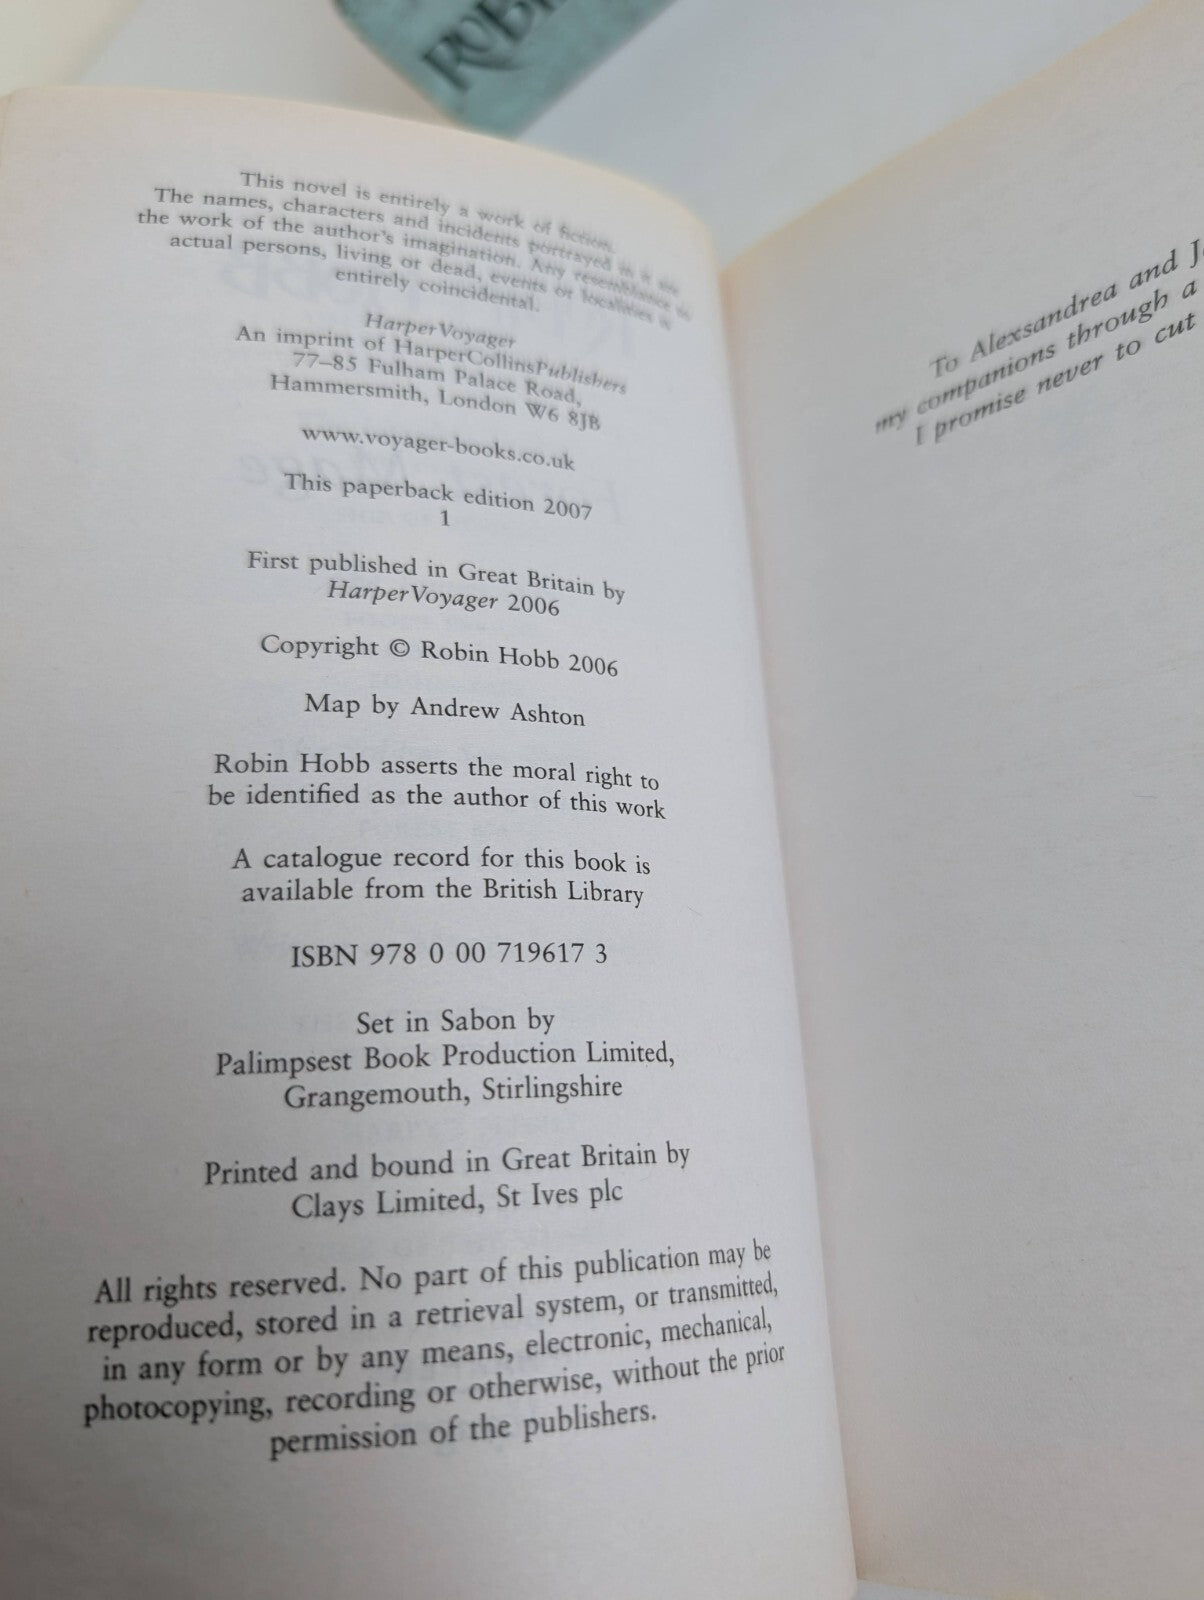 ROBI
This novel is entirely a work of fiction.
The names, characters and incidents portrayed in it are
the work of the author's imagination. Any resemblance to
actual persons, living or dead, events or localities is
entirely coincidental.
HarperVoyager
An imprint of HarperCollinsPublishers
77–85 Fulham Palace Road,
Hammersmith, London W6 8JB
www.voyager-books.co.uk
This paperback edition 2007
1
First published in Great Britain by
HarperVoyager 2006
Copyright © Robin Hobb 2006
Map by Andrew Ashton
Robin Hobb asserts the moral right to
be identified as the author of this work
A catalogue record for this book is
available from the British Library
ISBN 978 0 00 719617 3
Set in Sabon by
Palimpsest Book Production Limited,
Grangemouth, Stirlingshire
Printed and bound in Great Britain by
Clays Limited, St Ives plc
All rights reserved. No part of this publication may be
reproduced, stored in a retrieval system, or transmitted,
in any form or by any means, electronic, mechanical,
photocopying, recording or otherwise, without the prior
permission of the publishers.
To Alexsandrea and J
my companions through a
I promise never to cut